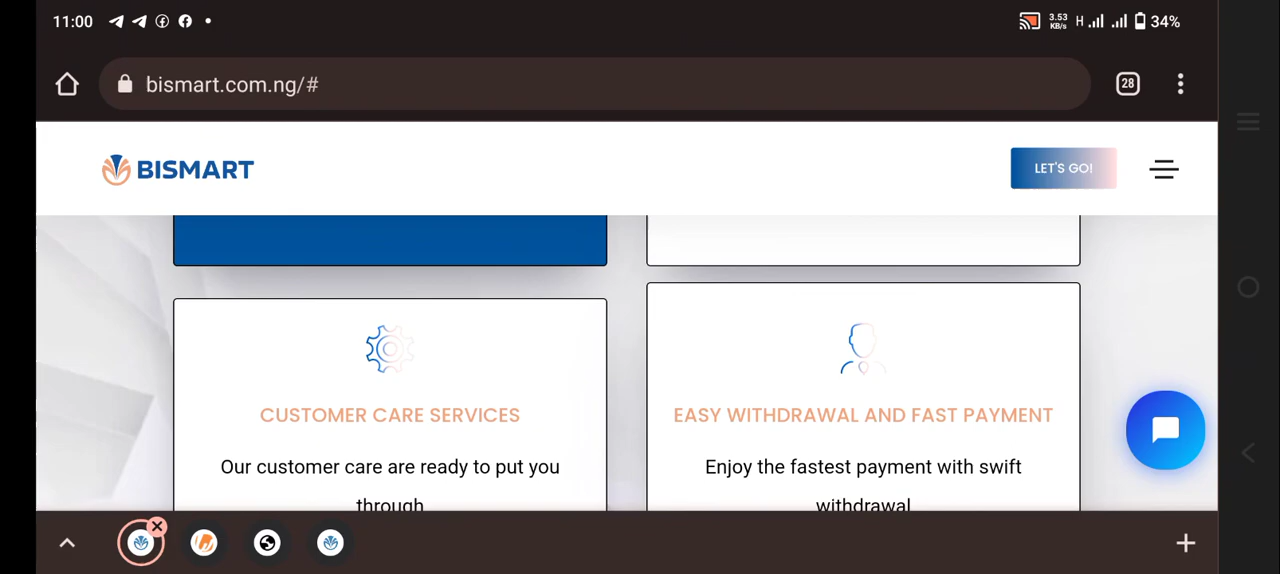 11:00 3.53 KB/s H 34%
bismart.com.ng/# 28
BISMART LET'S GO!
CUSTOMER CARE SERVICES
Our customer care are ready to put you
through
EASY WITHDRAWAL AND FAST PAYMENT
Enjoy the fastest payment with swift
withdrawal